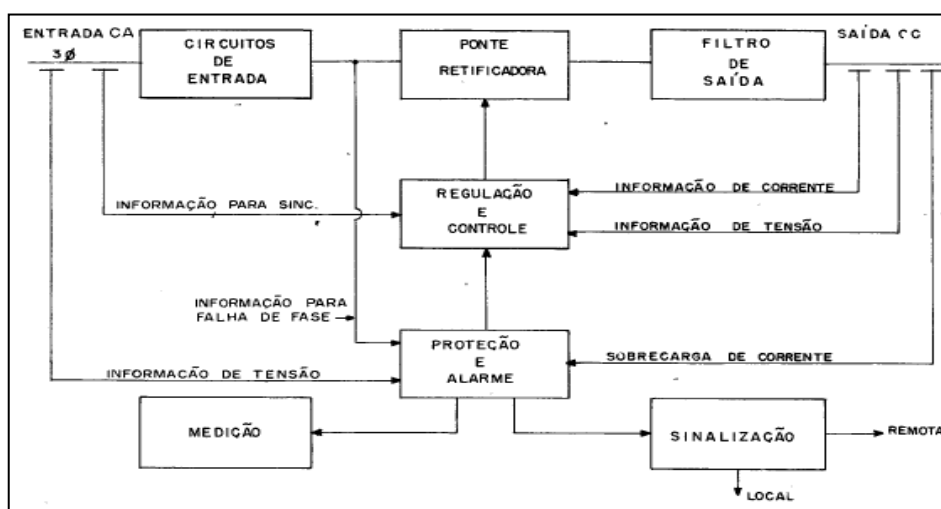 ENTRADA CA
3Ø
CIRCUITOS
DE
ENTRADA
PONTE
RETIFICADORA
FILTRO
DE
SAÍDA
SAÍDA CC
INFORMAÇÃO PARA SINC.
REGULAÇÃO
E
CONTROLE
INFORMAÇÃO DE CORRENTE
INFORMAÇÃO DE TENSÃO
INFORMAÇÃO PARA
FALHA DE FASE
PROTEÇÃO
E
ALARME
SOBRECARGA DE CORRENTE
INFORMAÇÃO DE TENSÃO
MEDIÇÃO
SINALIZAÇÃO
REMOTA
LOCAL